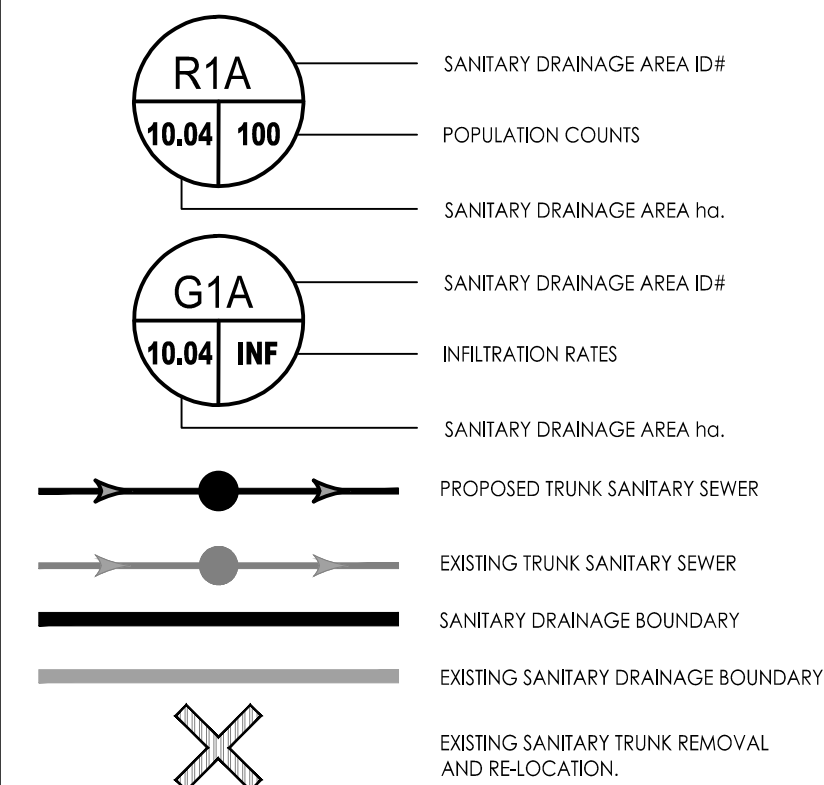 R1A
SANITARY DRAINAGE AREA ID#
10.04 100
POPULATION COUNTS
SANITARY DRAINAGE AREA ha.
G1A
SANITARY DRAINAGE AREA ID#
10.04 INF
INFILTRATION RATES
SANITARY DRAINAGE AREA ha.
PROPOSED TRUNK SANITARY SEWER
EXISTING TRUNK SANITARY SEWER
SANITARY DRAINAGE BOUNDARY
EXISTING SANITARY DRAINAGE BOUNDARY
EXISTING SANITARY TRUNK REMOVAL
AND RE-LOCATION.